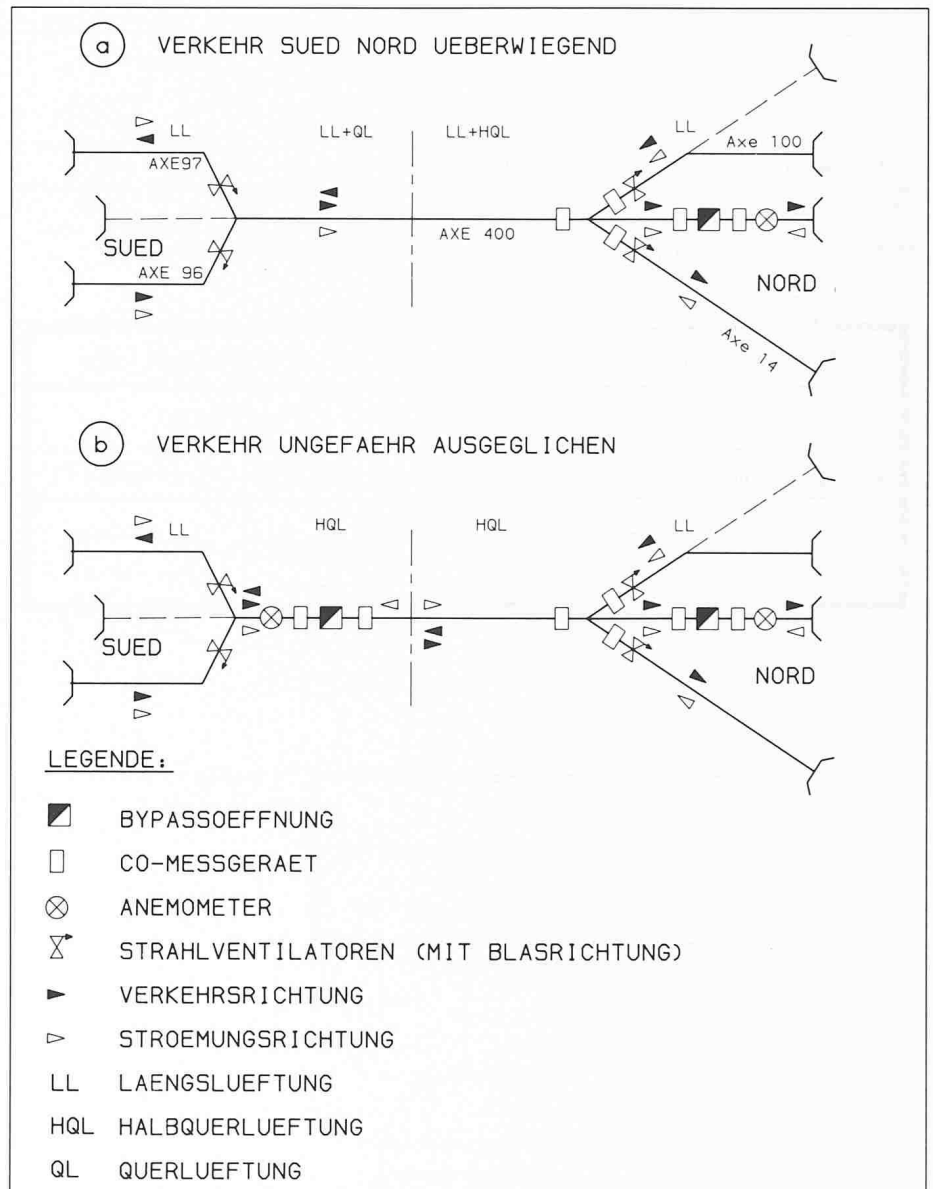 a VERKEHR SUED NORD UEBERWIEGEND
LL
LL+QL
LL+HQL
LL
Axe 100
AXE97
AXE 400
SUED
AXE 96
NORD
Axe 14
b VERKEHR UNGEFAEHR AUSGEGLICHEN
LL
HQL
HQL
LL
SUED
NORD
LEGENDE:
BYPASSOEFFNUNG
CO-MESSGERAET
ANEMOMETER
STRAHLVENTILATOREN (MIT BLASRICHTUNG)
VERKEHRSRICHTUNG
STROEMUNGSRICHTUNG
LL LAENGSLUEFTUNG
HQL HALBQUERLUEFTUNG
QL QUERLUEFTUNG